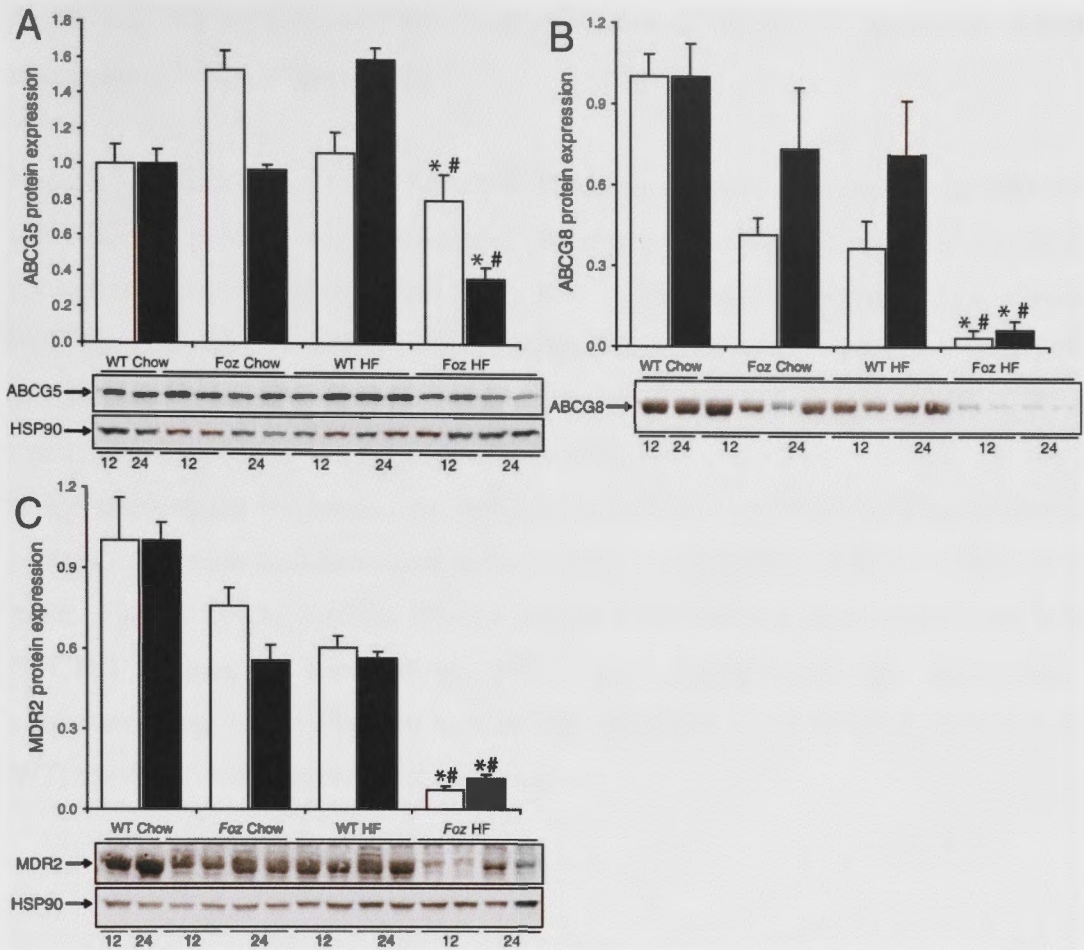 A
ABCG5 protein expression
1.8
1.6
1.4
1.2
1.0
0.8
0.6
0.4
0.2
0.0
*#
*#
WT Chow Foz Chow WT HF Foz HF
ABCG5
HSP90
12 24 12 24 12 24 12 24
B
ABCG8 protein expression
1.2
0.9
0.6
0.3
0.0
*# *#
WT Chow Foz Chow WT HF Foz HF
ABCG8
12 24 12 24 12 24 12 24
C
MDR2 protein expression
1.2
0.9
0.6
0.3
0.0
*# *#
WT Chow Foz Chow WT HF Foz HF
MDR2
HSP90
12 24 12 24 12 24 12 24